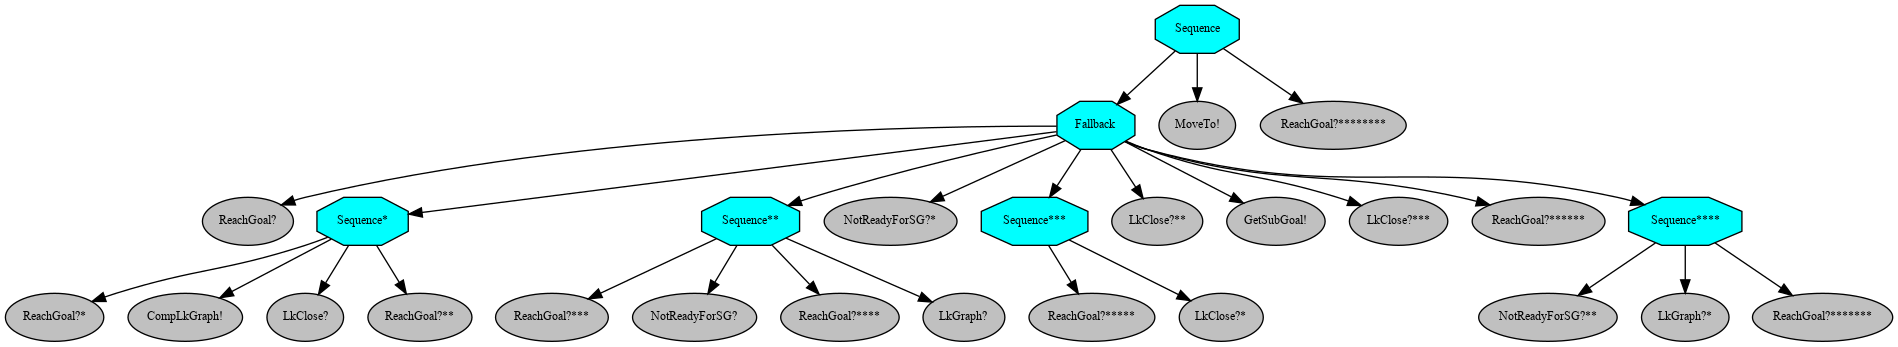 Sequence
Fallback
MoveTo!
ReachGoal?********
ReachGoal?
Sequence*
Sequence**
NotReadyForSG?*
Sequence***
LkClose?**
GetSubGoal!
LkClose?***
ReachGoal?******
Sequence****
ReachGoal?*
CompLkGraph!
LkClose?
ReachGoal?**
ReachGoal?***
NotReadyForSG?
ReachGoal?****
LkGraph?
ReachGoal?*****
LkClose?*
NotReadyForSG?**
LkGraph?*
ReachGoal?*******